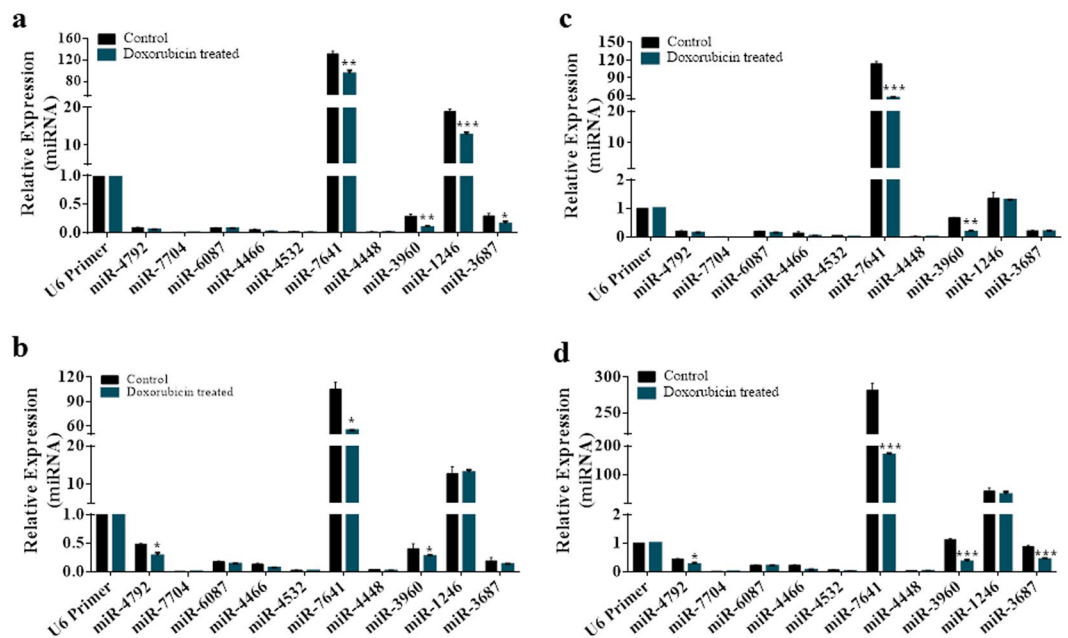 a
Control
Doxorubicin treated
Relative Expression
(miRNA)
160
120
80
20
10
1.0
0.5
0.0
**
**
***
*
U6 Primer
miR-4792
miR-7704
miR-6087
miR-4466
miR-4532
miR-7641
miR-4448
miR-3960
miR-1246
miR-3687
c
Control
Doxorubicin treated
Relative Expression
(miRNA)
150
120
90
60
20
10
2
1
0
***
**
U6 Primer
miR-4792
miR-7704
miR-6087
miR-4466
miR-4532
miR-7641
miR-4448
miR-3960
miR-1246
miR-3687
b
Control
Doxorubicin treated
Relative Expression
(miRNA)
120
90
60
20
10
1.0
0.5
0.0
*
*
*
U6 Primer
miR-4792
miR-7704
miR-6087
miR-4466
miR-4532
miR-7641
miR-4448
miR-3960
miR-1246
miR-3687
d
Control
Doxorubicin treated
Relative Expression
(miRNA)
300
250
200
100
2
1
0
*
***
***
***
U6 Primer
miR-4792
miR-7704
miR-6087
miR-4466
miR-4532
miR-7641
miR-4448
miR-3960
miR-1246
miR-3687